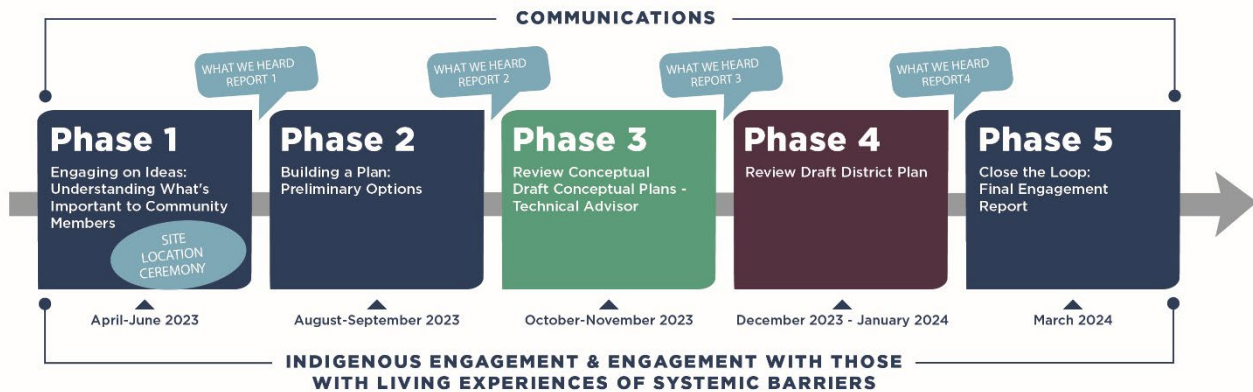 COMMUNICATIONS
WHAT WE HEARD
REPORT 1
WHAT WE HEARD
REPORT 2
WHAT WE HEARD
REPORT 3
WHAT WE HEARD
REPORT4
Phase 1
Engaging on Ideas:
Understanding What's
Important to Community
Members
SITE
LOCATION
CEREMONY
April-June 2023
Phase 2
Building a Plan:
Preliminary Options
August-September 2023
Phase 3
Review Conceptual
Draft Conceptual Plans -
Technical Advisor
October-November 2023
Phase 4
Review Draft District Plan
December 2023 - January 2024
Phase 5
Close the Loop:
Final Engagement
Report
March 2024
INDIGENOUS ENGAGEMENT & ENGAGEMENT WITH THOSE
WITH LIVING EXPERIENCES OF SYSTEMIC BARRIERS